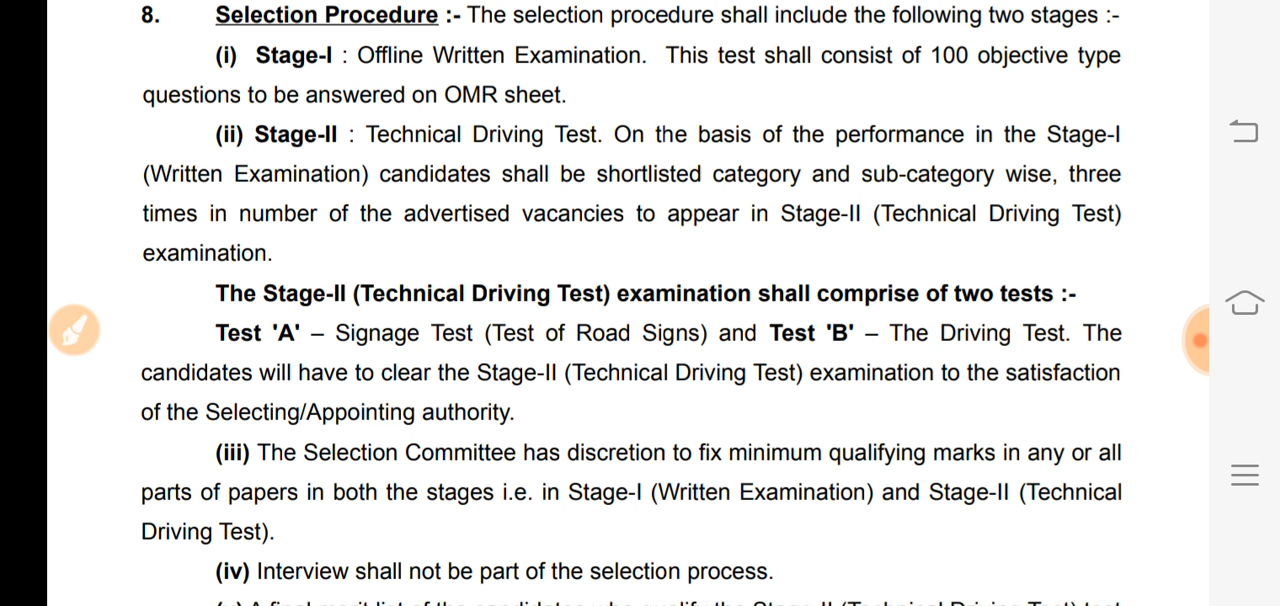 8. Selection Procedure :- The selection procedure shall include the following two stages :-
(i) Stage-I : Offline Written Examination. This test shall consist of 100 objective type
questions to be answered on OMR sheet.
(ii) Stage-II : Technical Driving Test. On the basis of the performance in the Stage-I
(Written Examination) candidates shall be shortlisted category and sub-category wise, three
times in number of the advertised vacancies to appear in Stage-II (Technical Driving Test)
examination.
The Stage-II (Technical Driving Test) examination shall comprise of two tests :-
Test 'A' – Signage Test (Test of Road Signs) and Test 'B' – The Driving Test. The
candidates will have to clear the Stage-II (Technical Driving Test) examination to the satisfaction
of the Selecting/Appointing authority.
(iii) The Selection Committee has discretion to fix minimum qualifying marks in any or all
parts of papers in both the stages i.e. in Stage-I (Written Examination) and Stage-II (Technical
Driving Test).
(iv) Interview shall not be part of the selection process.